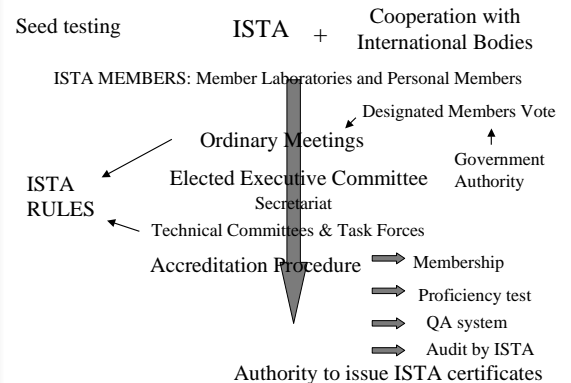 Seed testing
ISTA +
Cooperation with
International Bodies
ISTA MEMBERS: Member Laboratories and Personal Members
Designated Members Vote
Ordinary Meetings
Government
Authority
Elected Executive Committee
ISTA
RULES
Secretariat
Technical Committees & Task Forces
Accreditation Procedure
Membership
Proficiency test
QA system
Audit by ISTA
Authority to issue ISTA certificates